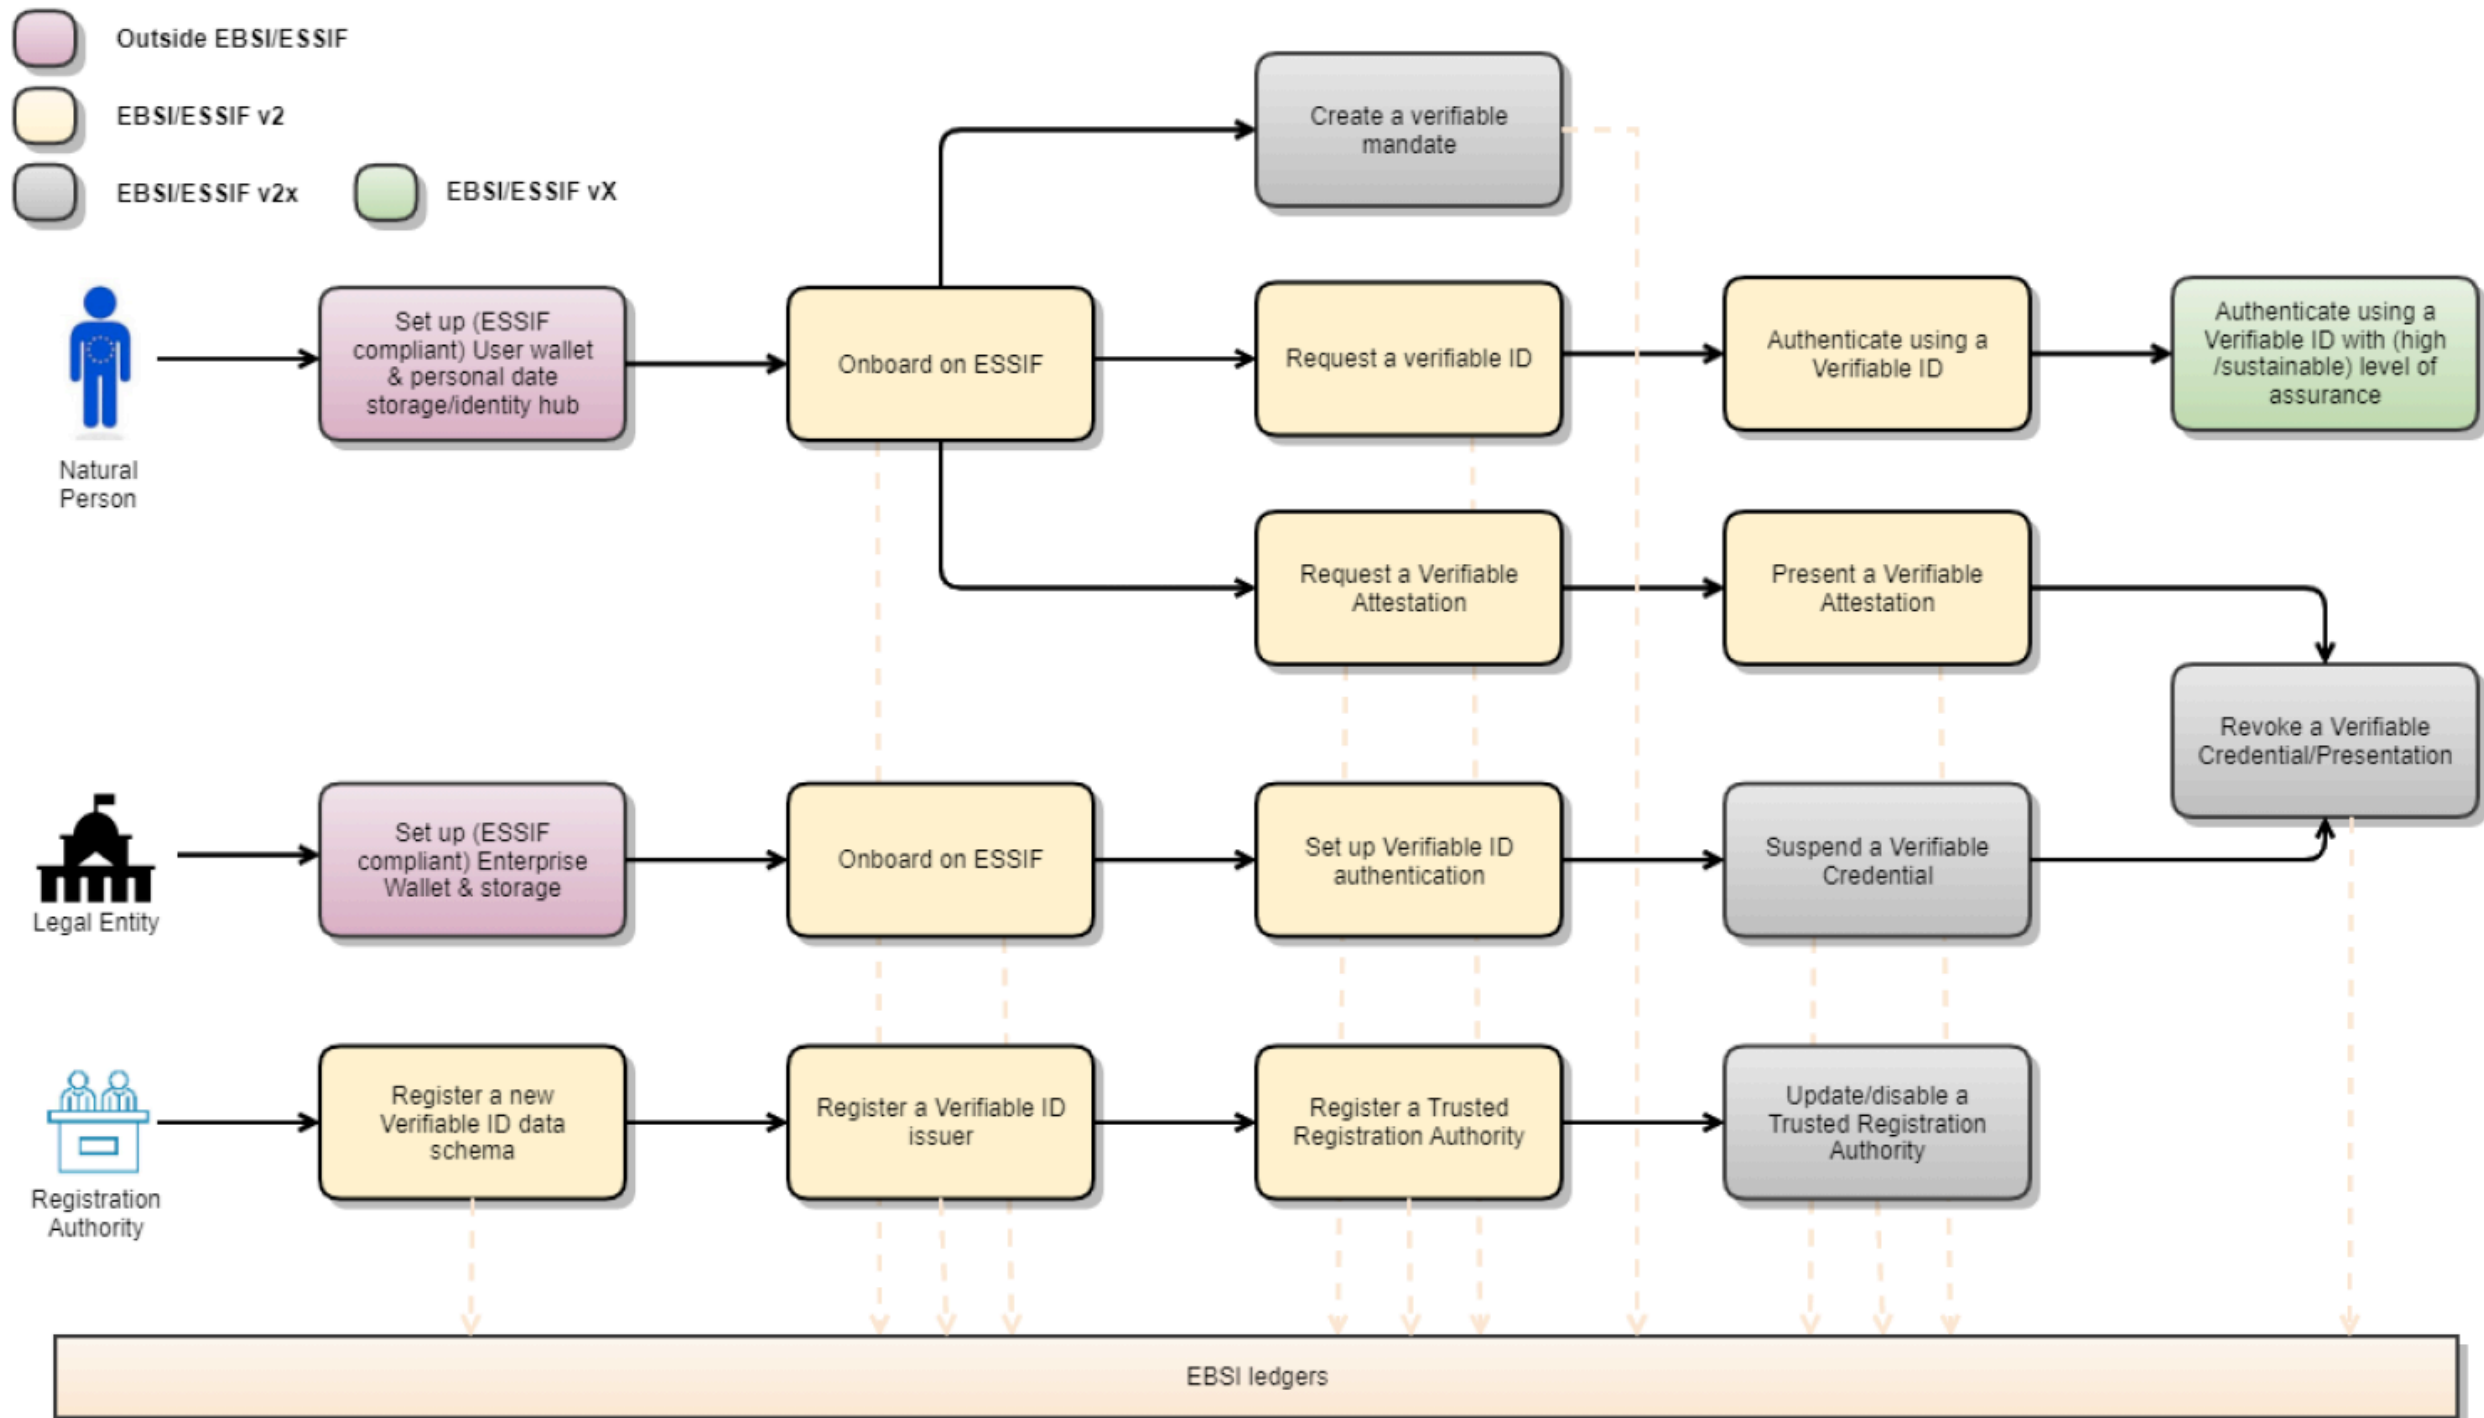 Outside EBSI/ESSIF
EBSI/ESSIF v2
EBSI/ESSIF v2x
EBSI/ESSIF vX
Create a verifiable
mandate
Natural
Person
Set up (ESSIF
compliant) User wallet
& personal date
storage/identity hub
Onboard on ESSIF
Request a verifiable ID
Authenticate using a
Verifiable ID
Authenticate using a
Verifiable ID with (high
/sustainable) level of
assurance
Request a Verifiable
Attestation
Present a Verifiable
Attestation
Revoke a Verifiable
Credential/Presentation
Legal Entity
Set up (ESSIF
compliant) Enterprise
Wallet & storage
Onboard on ESSIF
Set up Verifiable ID
authentication
Suspend a Verifiable
Credential
Registration
Authority
Register a new
Verifiable ID data
schema
Register a Verifiable ID
issuer
Register a Trusted
Registration Authority
Update/disable a
Trusted Registration
Authority
EBSI ledgers